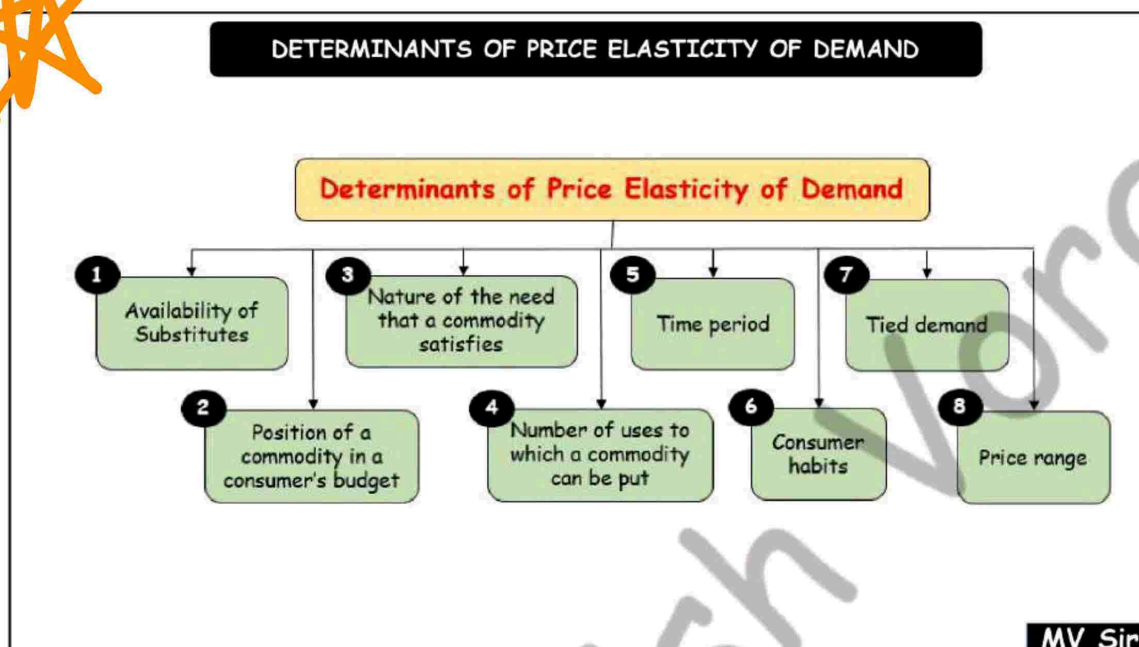 DETERMINANTS OF PRICE ELASTICITY OF DEMAND
Determinants of Price Elasticity of Demand
1
Availability of
Substitutes
2
Position of a
commodity in a
consumer's budget
3
Nature of the need
that a commodity
satisfies
4
Number of uses to
which a commodity
can be put
5
Time period
6
Consumer
habits
7
Tied demand
8
Price range
MV Sir